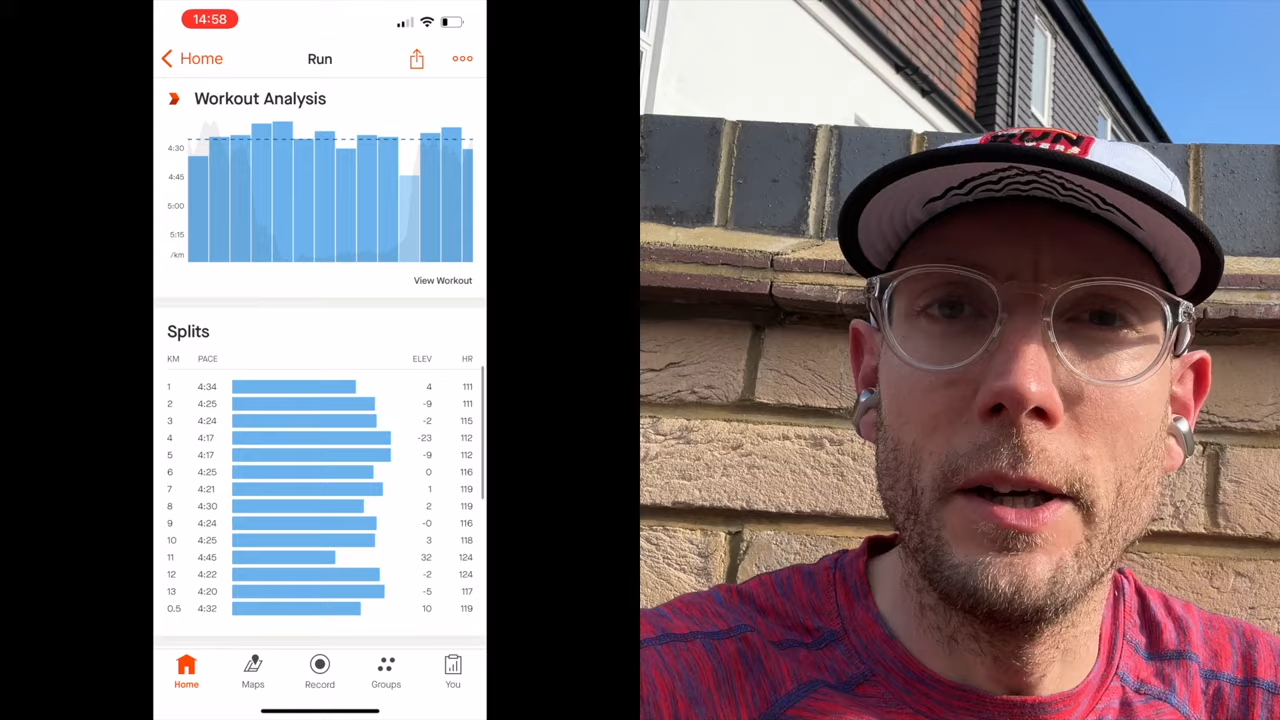 14:58
Home
Run
Workout Analysis
4:30
4:45
5:00
5:15
/km
View Workout
Splits
KM PACE ELEV HR
1 4:34 4 111
2 4:25 -9 111
3 4:24 -2 115
4 4:17 -23 112
5 4:17 -9 112
6 4:25 0 116
7 4:21 1 119
8 4:30 2 119
9 4:24 -0 116
10 4:25 3 118
11 4:45 32 124
12 4:22 -2 124
13 4:20 -5 117
0.5 4:32 10 119
Home Maps Record Groups You
RUN